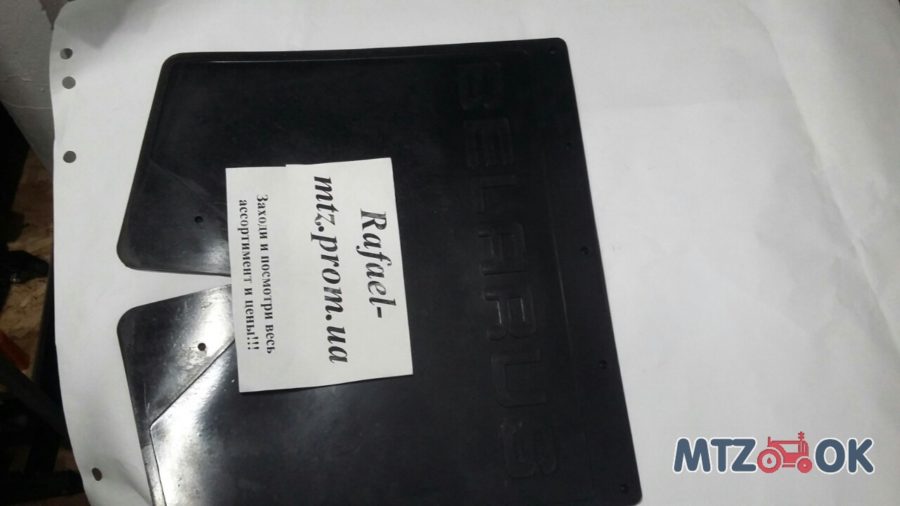 BELARUS
Rafael-
mtz.prom.ua
Заходи и посмотри весь
ассортимент и цены!!!
MTZ OK